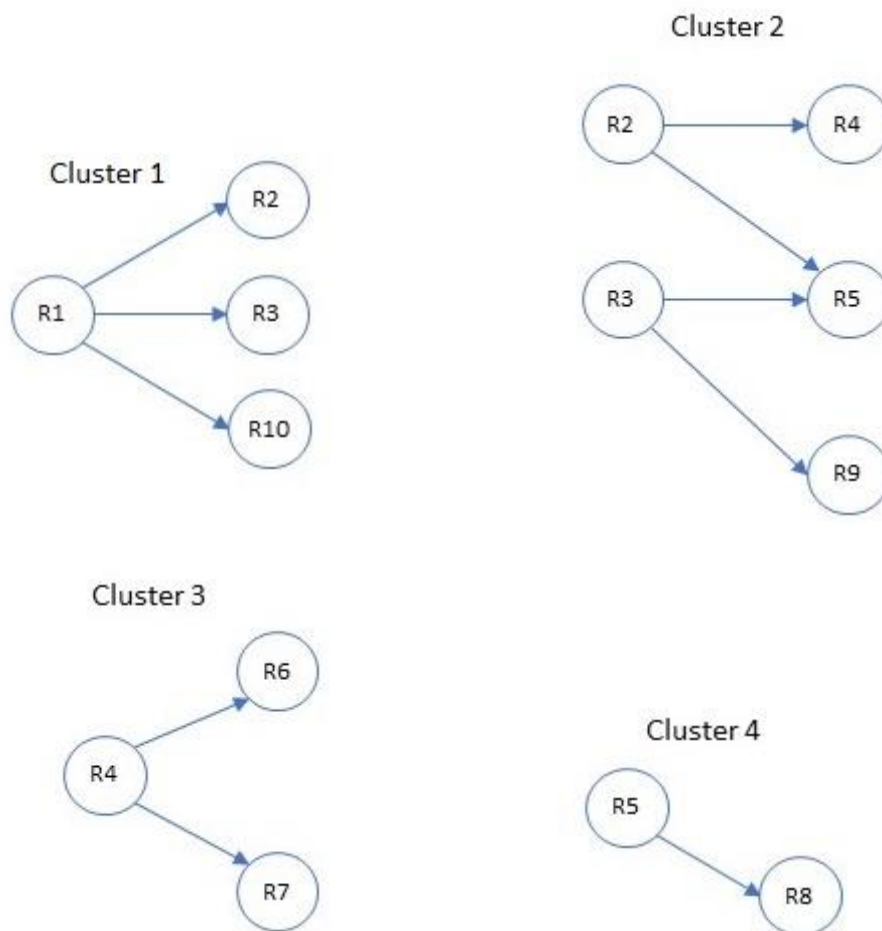 Cluster 1
R1
R2
R3
R10
Cluster 2
R2
R4
R3
R5
R9
Cluster 3
R4
R6
R7
Cluster 4
R5
R8